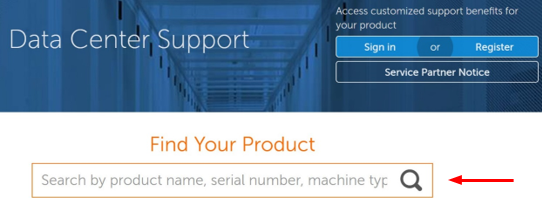 Access customized support benefits for
your product
Data Center Support
Sign in or Register
Service Partner Notice
Find Your Product
Search by product name, serial number, machine typ